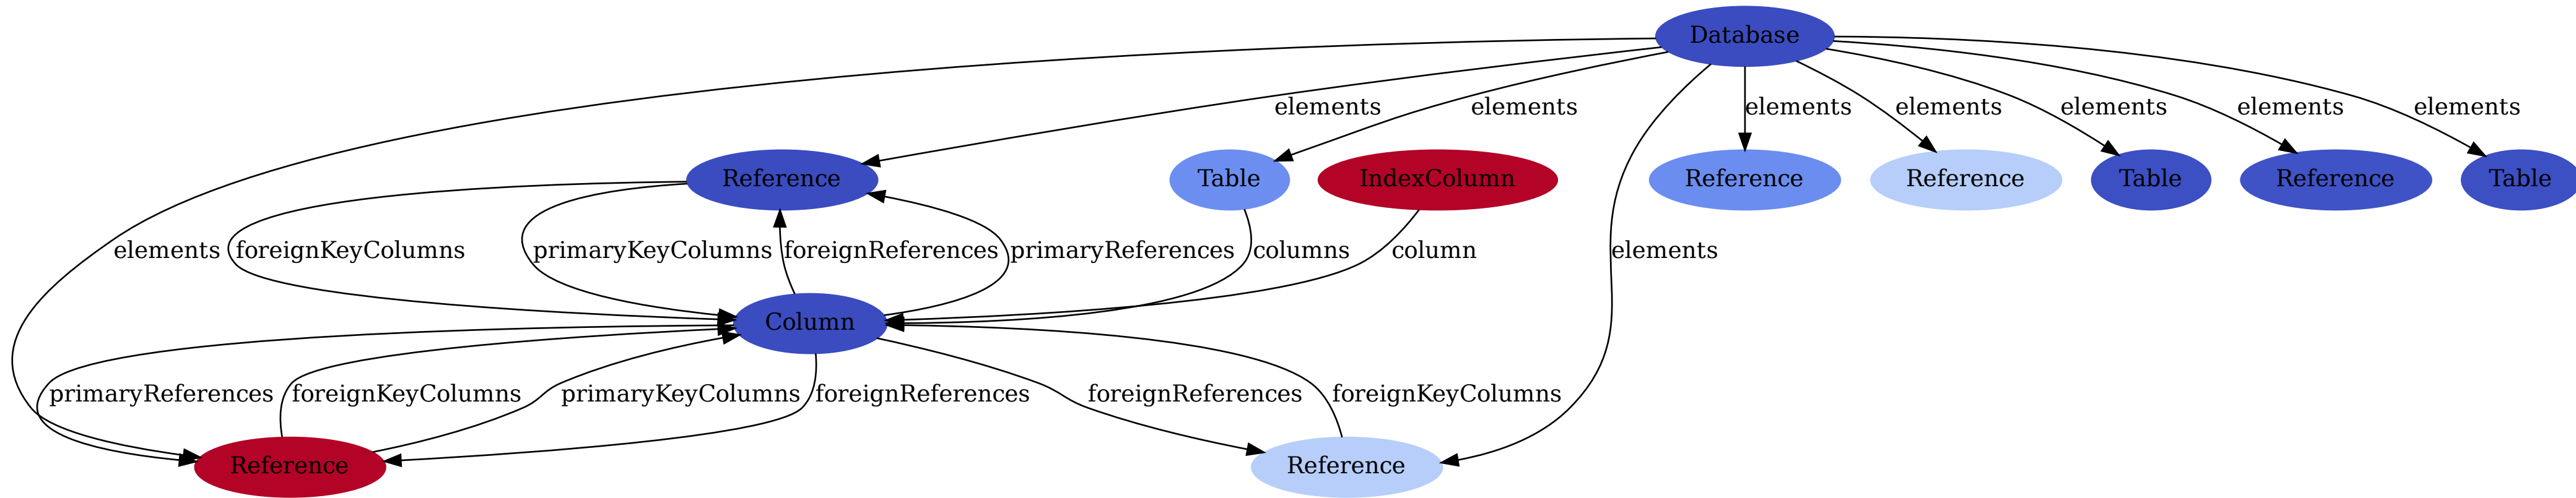 Database
elements elements elements elements elements elements elements
Reference Table IndexColumn Reference Reference Table Reference Table
elements foreignKeyColumns primaryKeyColumns foreignReferences primaryReferences columns column elements
Column
primaryReferences foreignKeyColumns primaryKeyColumns foreignReferences foreignReferences foreignKeyColumns
Reference Reference